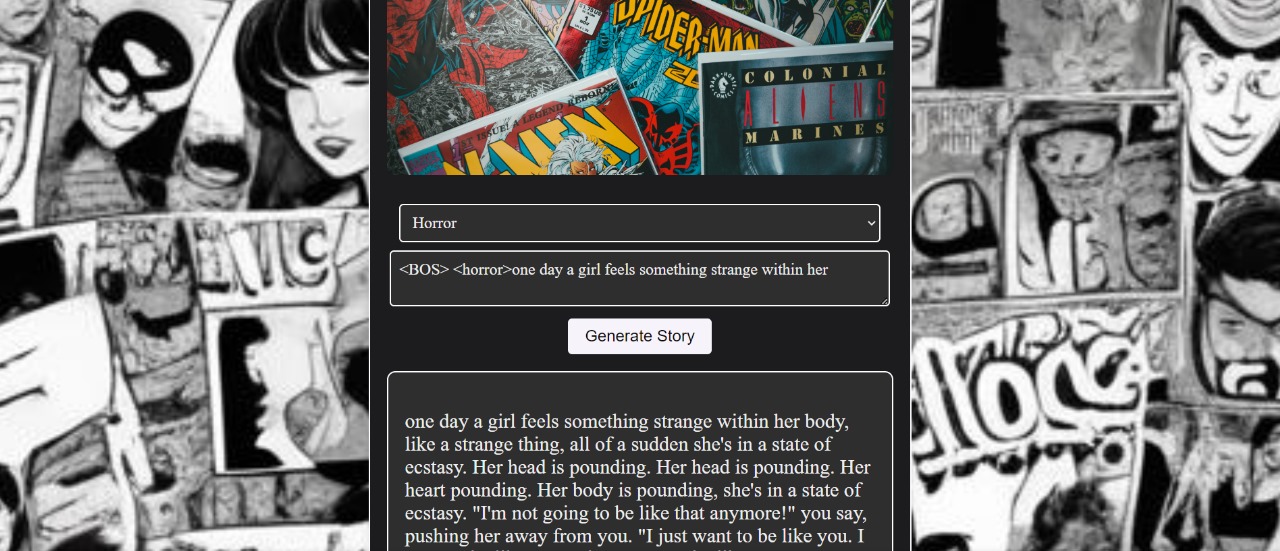 SPIDER-MAN
20
COLONIAL
ALIENS
MARINES
X-MEN
Horror
<BOS> <horror>one day a girl feels something strange within her
Generate Story
one day a girl feels something strange within her body,
like a strange thing, all of a sudden she's in a state of
ecstasy. Her head is pounding. Her head is pounding. Her
heart pounding. Her body is pounding, she's in a state of
ecstasy. "I'm not going to be like that anymore!" you say,
pushing her away from you. "I just want to be like you. I